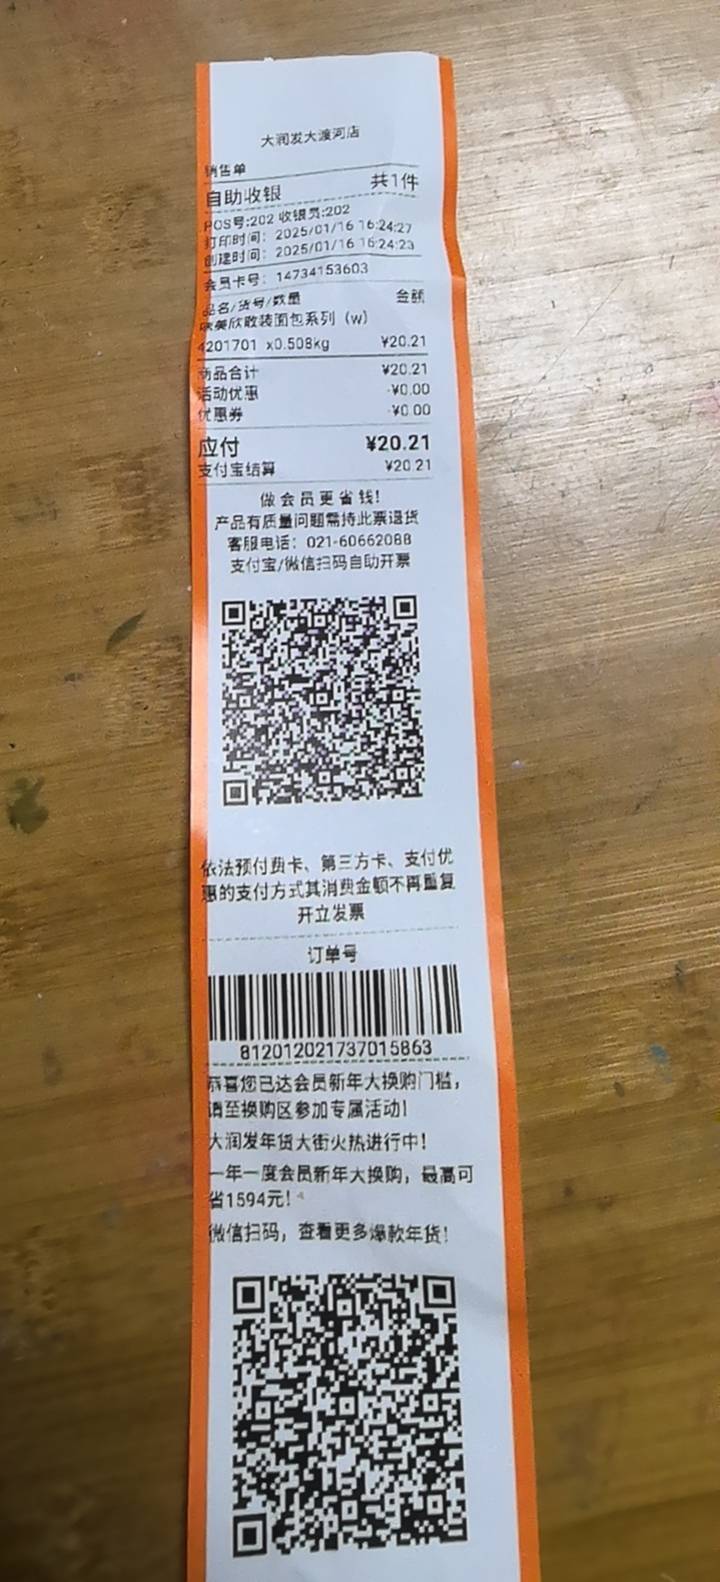 大润发大渡河店
销售单
自助收银 共1件
POS号:202 收银员:202
打印时间: 2025/01/16 16:24:27
创建时间: 2025/01/16 16:24:23
会员卡号: 14734153603
品名/货号/数量 金额
美欣散装面包系列 (w)
4201701 x0.508kg ¥20.21
商品合计 ¥20.21
活动优惠 -¥0.00
优惠券 -¥0.00
应付 ¥20.21
支付宝结算 ¥20.21
做会员更省钱!
产品有质量问题需持此票退货
客服电话: 021-60662088
支付宝/微信扫码自助开票
依法预付费卡、第三方卡、支付优
惠的支付方式其消费金额不再重复
开立发票
订单号
812012021737015863
恭喜您已达会员新年大换购门槛,
请至换购区参加专属活动!
大润发年货大街火热进行中!
一年一度会员新年大换购, 最高可
省1594元!
微信扫码, 查看更多爆款年货!